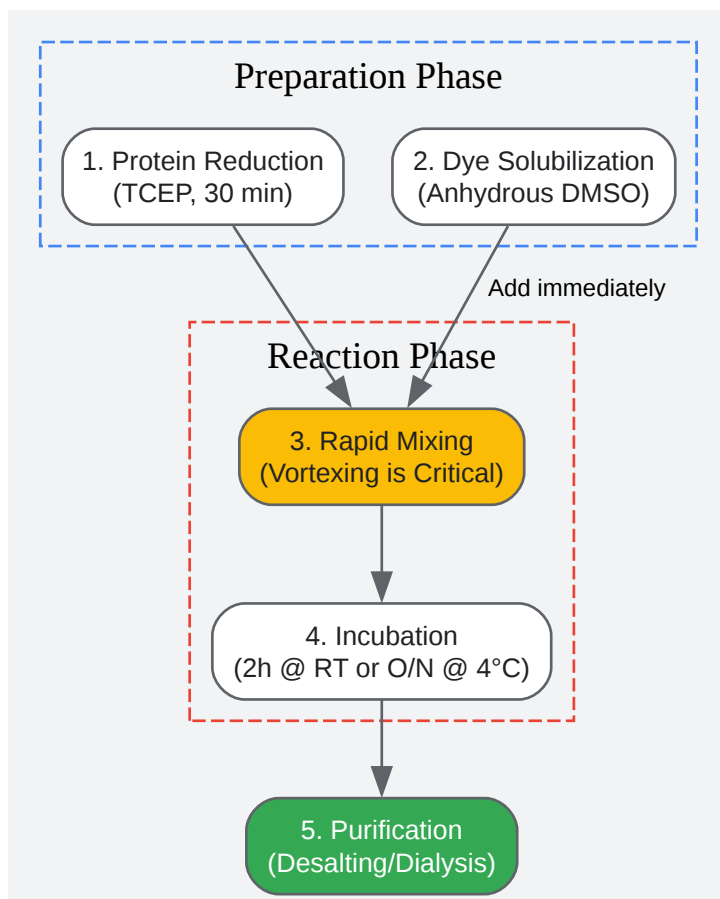 Preparation Phase
1. Protein Reduction
(TCEP, 30 min)
2. Dye Solubilization
(Anhydrous DMSO)
Add immediately
Reaction Phase
3. Rapid Mixing
(Vortexing is Critical)
4. Incubation
(2h @ RT or O/N @ 4°C)
5. Purification
(Desalting/Dialysis)